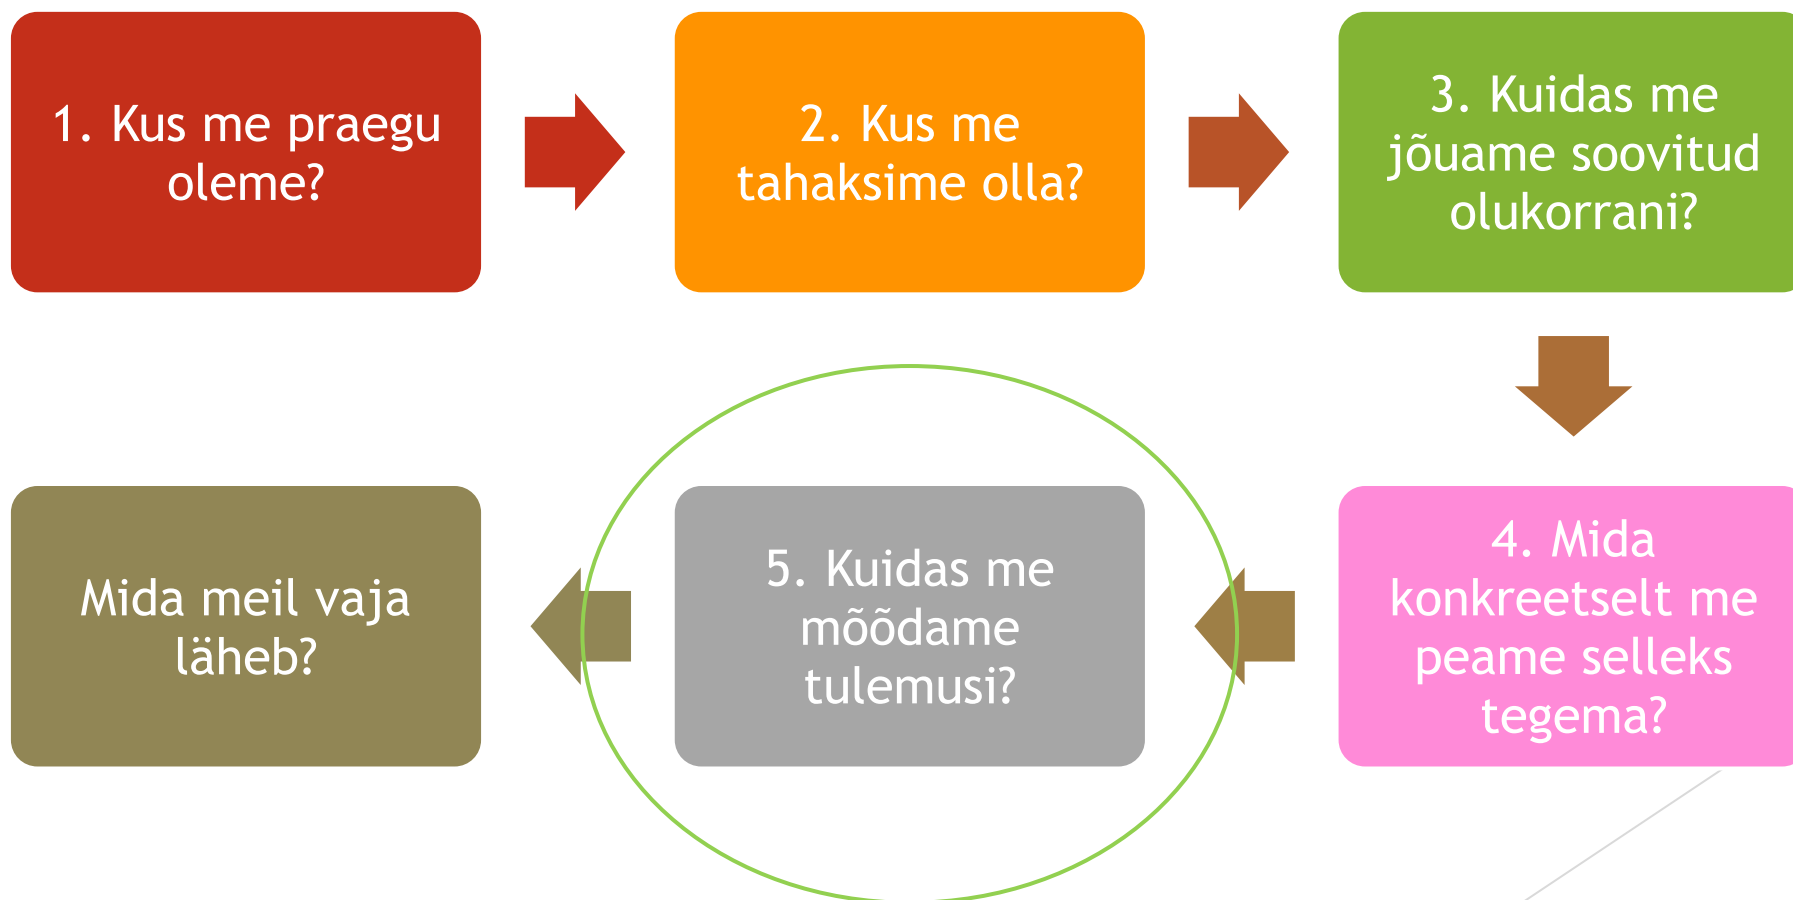 1. Kus me praegu
oleme?
2. Kus me
tahaksime olla?
3. Kuidas me
jõuame soovitud
olukorrani?
4. Mida
konkreetselt me
peame selleks
tegema?
5. Kuidas me
mõõdame
tulemusi?
Mida meil vaja
läheb?